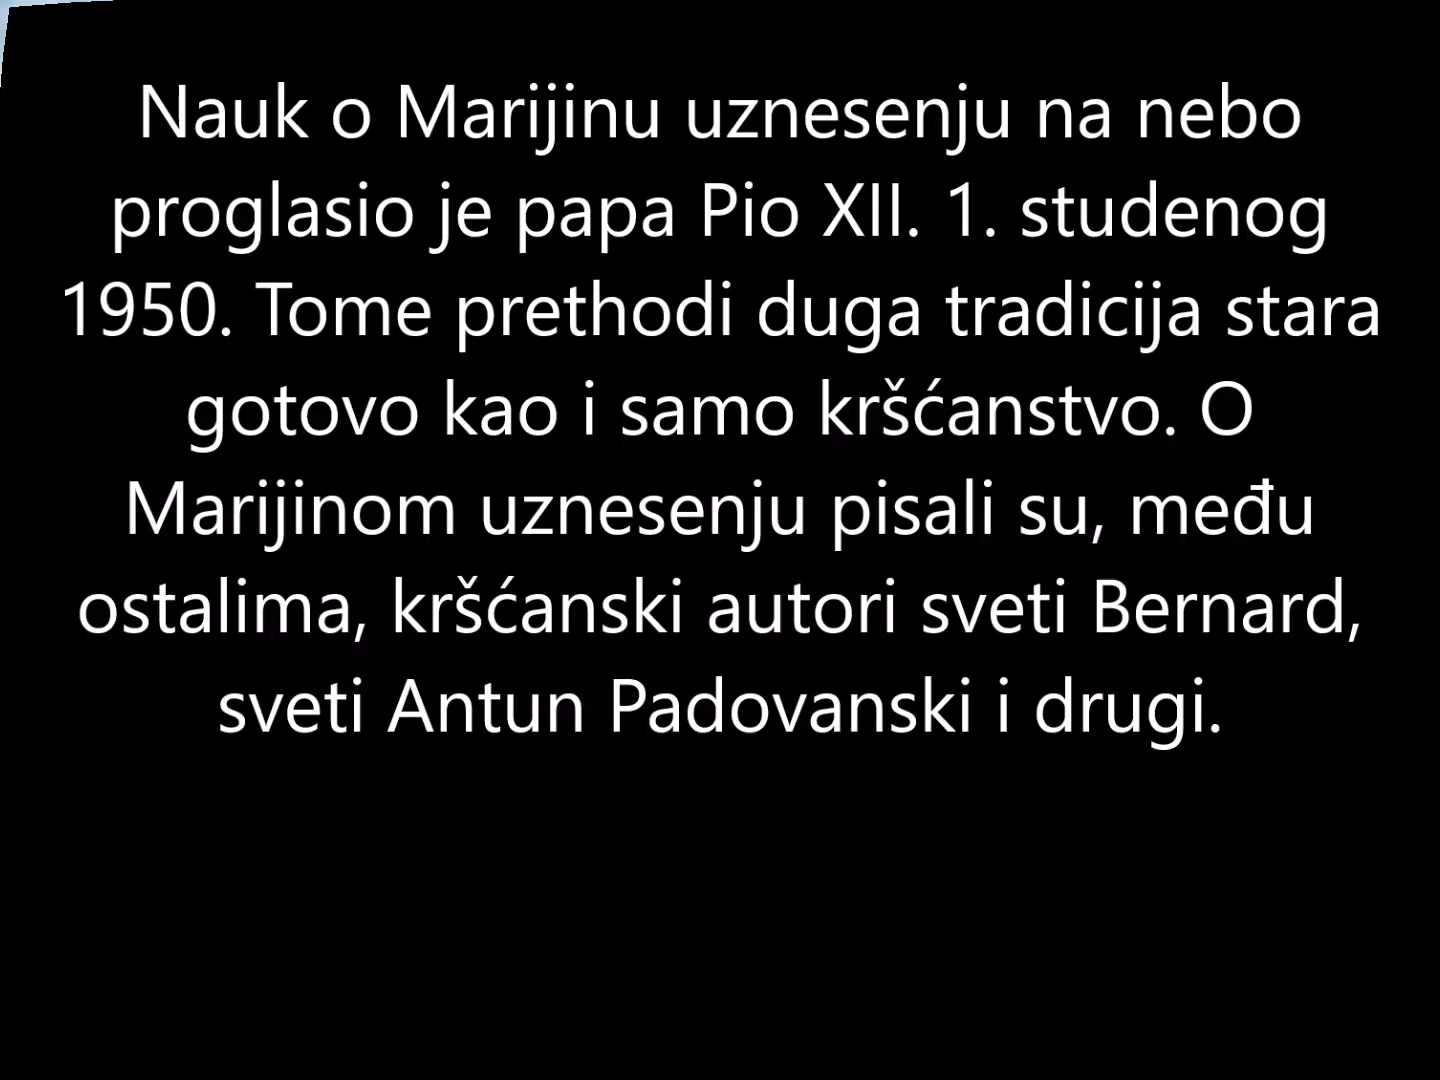 Nauk o Marijinu uznesenju na nebo
proglasio je papa Pio XII. 1. studenog
1950. Tome prethodi duga tradicija stara
gotovo kao i samo kršćanstvo. O
Marijinom uznesenju pisali su, među
ostalima, kršćanski autori sveti Bernard,
sveti Antun Padovanski i drugi.